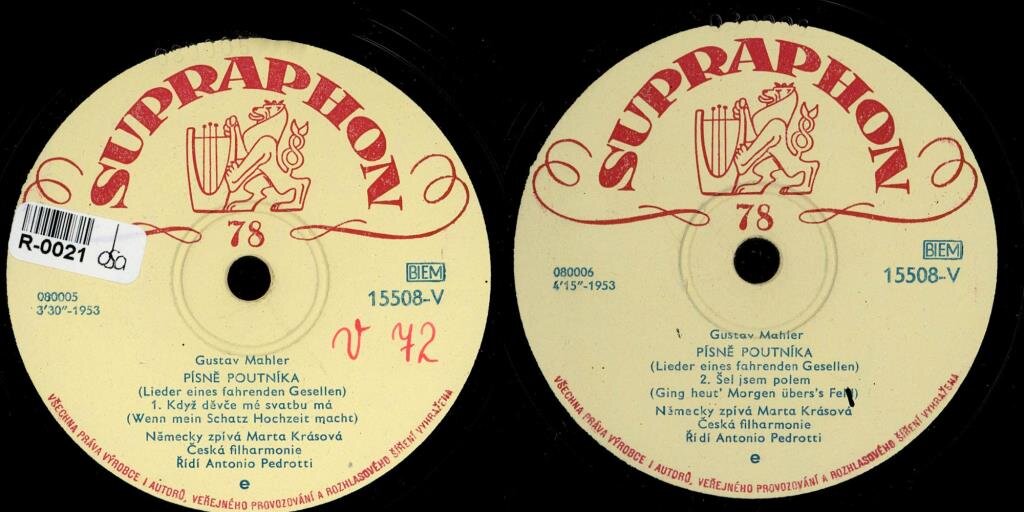 SUPRAPHON
78
R-0021
osa
BIEM
15508-V
080005
3'30"-1953
V 72
Gustav Mahler
PÍSNĚ POUTNÍKA
(Lieder eines fahrenden Gesellen)
1. Když děvče mé svatbu má
(Wenn mein Schatz Hochzeit macht)
Německy zpívá Marta Krásová
Česká filharmonie
Řídí Antonio Pedrotti
e
VŠECHNA PRÁVA VÝROBCE I AUTORŮ, VEŘEJNÉHO PROVOZOVÁNÍ A ROZHLASOVÉHO ŠÍŘENÍ VYHRAŽENA
SUPRAPHON
78
BIEM
15508-V
080006
4'15"-1953
Gustav Mahler
PÍSNĚ POUTNÍKA
(Lieder eines fahrenden Gesellen)
2. Šel jsem polem
(Ging heut' Morgen übers's Feld)
Německy zpívá Marta Krásová
Česká filharmonie
Řídí Antonio Pedrotti
e
VŠECHNA PRÁVA VÝROBCE I AUTORŮ, VEŘEJNÉHO PROVOZOVÁNÍ A ROZHLASOVÉHO ŠÍŘENÍ VYHRAŽENA